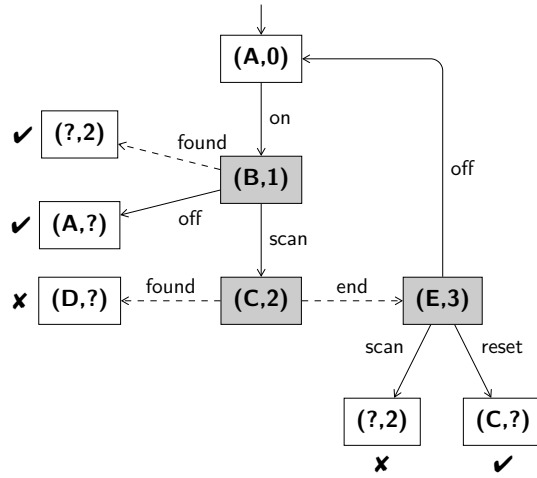 (A,0)
on
✔ (?,2)
found
(B,1)
off
✔ (A,?)
off
scan
✘ (D,?)
found
(C,2)
end
(E,3)
scan
reset
(?,2)
(C,?)
✘
✔